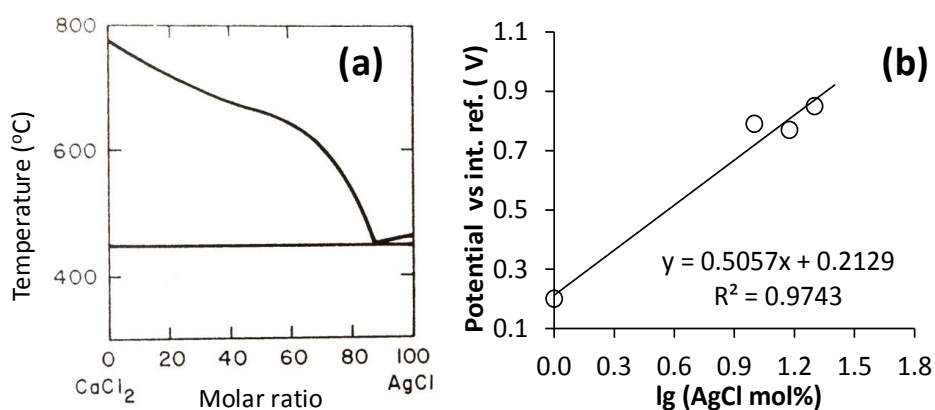 800
600
400
0
20
40
60
80
100
CaCl₂
AgCl
Temperature (⁰C)
Molar ratio
(a)
1.1
0.9
0.7
0.5
0.3
0.1
0.0
0.3
0.6
0.9
1.2
1.5
1.8
Potential vs int. ref. ( V)
lg (AgCl mol%)
(b)
y = 0.5057x + 0.2129
R² = 0.9743